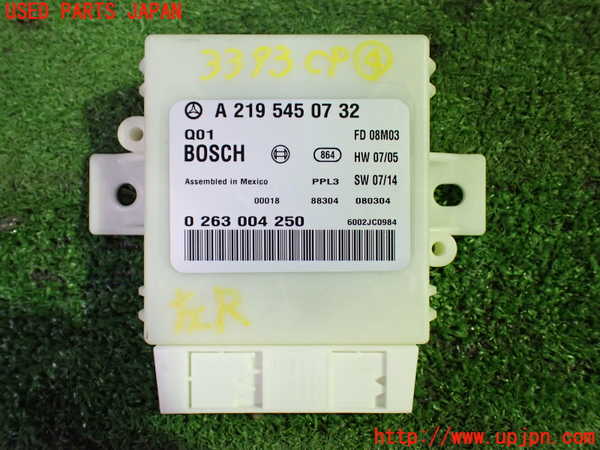 USED PARTS JAPAN
3393 CP④
A 219 545 07 32
Q01
FD 08M03
BOSCH
864
HW 07/05
Assembled in Mexico
PPL3
SW 07/14
00018
88304
080304
0 263 004 250
6002JC0984
R
http://www.upjpn.com/